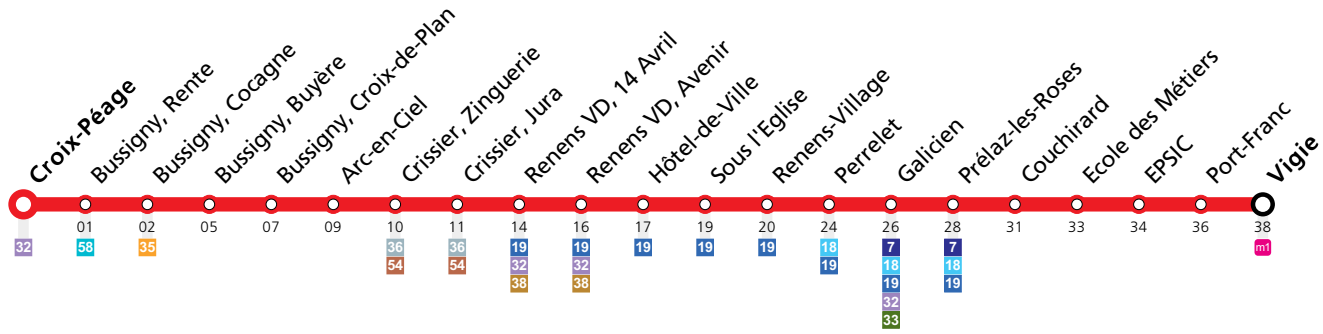 Croix-Péage
Bussigny, Rente
Bussigny, Cocagne
Bussigny, Buyère
Bussigny, Croix-de-Plan
Arc-en-Ciel
Crissier, Zinguerie
Crissier, Jura
Renens VD, 14 Avril
Renens VD, Avenir
Hôtel-de-Ville
Sous l'Eglise
Renens-Village
Perrelet
Galicien
Prélaz-les-Roses
Couchirard
Ecole des Métiers
EPSIC
Port-Franc
Vigie
01 02 05 07 09 10 11 14 16 17 19 20 24 26 28 31 33 34 36 38
32 58 35 36 36 19 19 19 19 19 18 7 7 m1
54 54 32 32 19 18 18
38 38 19 19
32
33